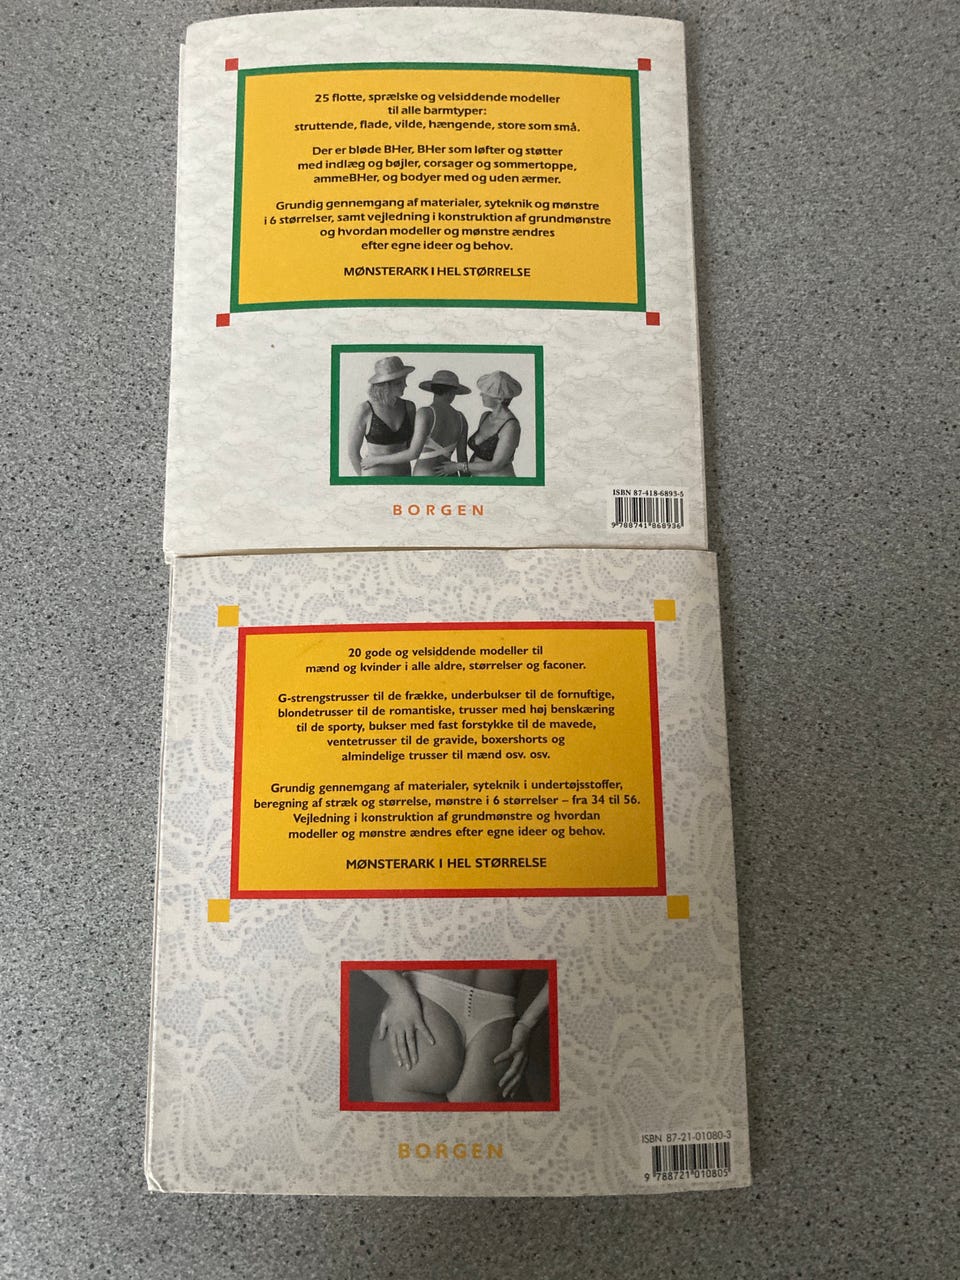 25 flotte, sprælske og velsiddende modeller
til alle barmtyper:
struttende, flade, vilde, hængende, store som små.
Der er bløde BHer, BHer som løfter og støtter
med indlæg og bøjler, corsager og sommertoppe,
ammeBHer, og bodyer med og uden ærmer.
Grundig gennemgang af materialer, syteknik og mønstre
i 6 størrelser, samt vejledning i konstruktion af grundmønstre
og hvordan modeller og mønstre ændres
efter egne ideer og behov.
MØNSTERARK I HEL STØRRELSE
BORGEN
ISBN 87-418-6893-5
9 788741 868936
20 gode og velsiddende modeller til
mænd og kvinder i alle aldre, størrelser og faconer.
G-strengstrusser til de frække, underbukser til de fornuftige,
blondetrusser til de romantiske, trusser med høj benskæring
til de sporty, bukser med fast forstykke til de mavede,
ventetrusser til de gravide, boxershorts og
almindelige trusser til mænd osv. osv.
Grundig gennemgang af materialer, syteknik i undertøjsstoffer,
beregning af stræk og størrelse, mønstre i 6 størrelser – fra 34 til 56.
Vejledning i konstruktion af grundmønstre og hvordan
modeller og mønstre ændres efter egne ideer og behov.
MØNSTERARK I HEL STØRRELSE
BORGEN
ISBN 87-21-01080-3
9 788721 010805